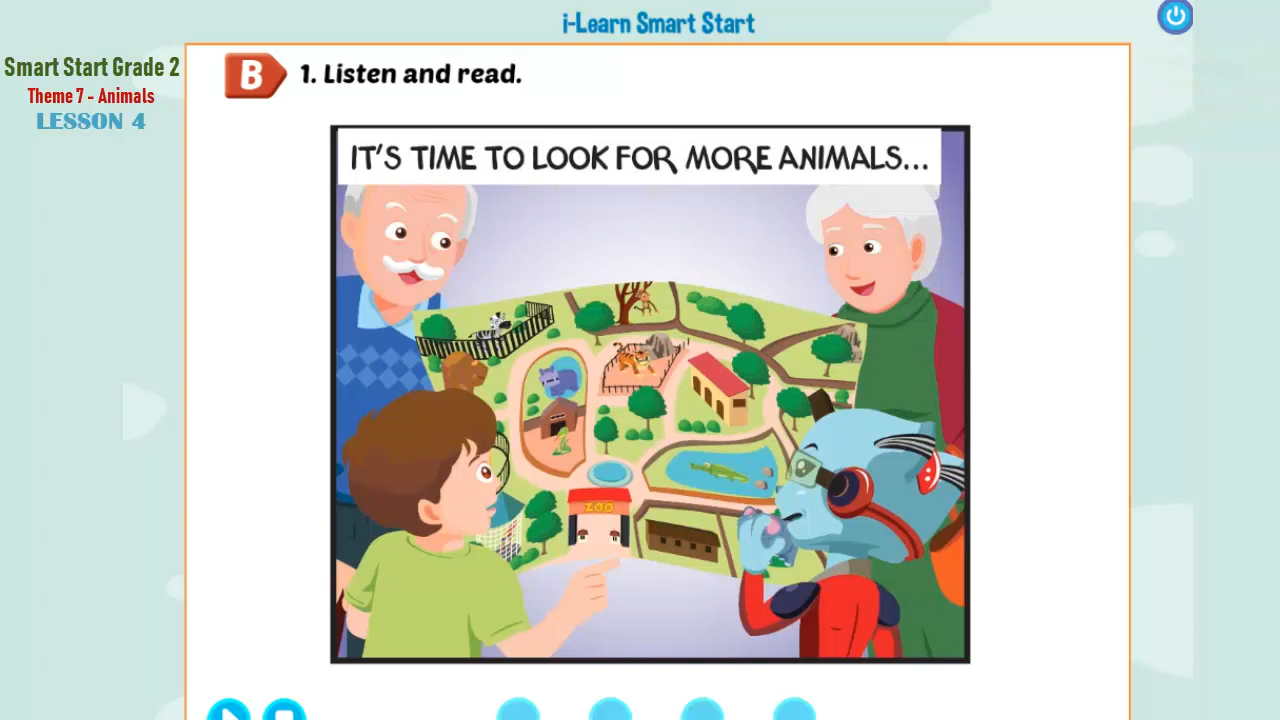 i-Learn Smart Start
Smart Start Grade 2
Theme 7 - Animals
LESSON 4
B
1. Listen and read.
IT'S TIME TO LOOK FOR MORE ANIMALS...
ZOO